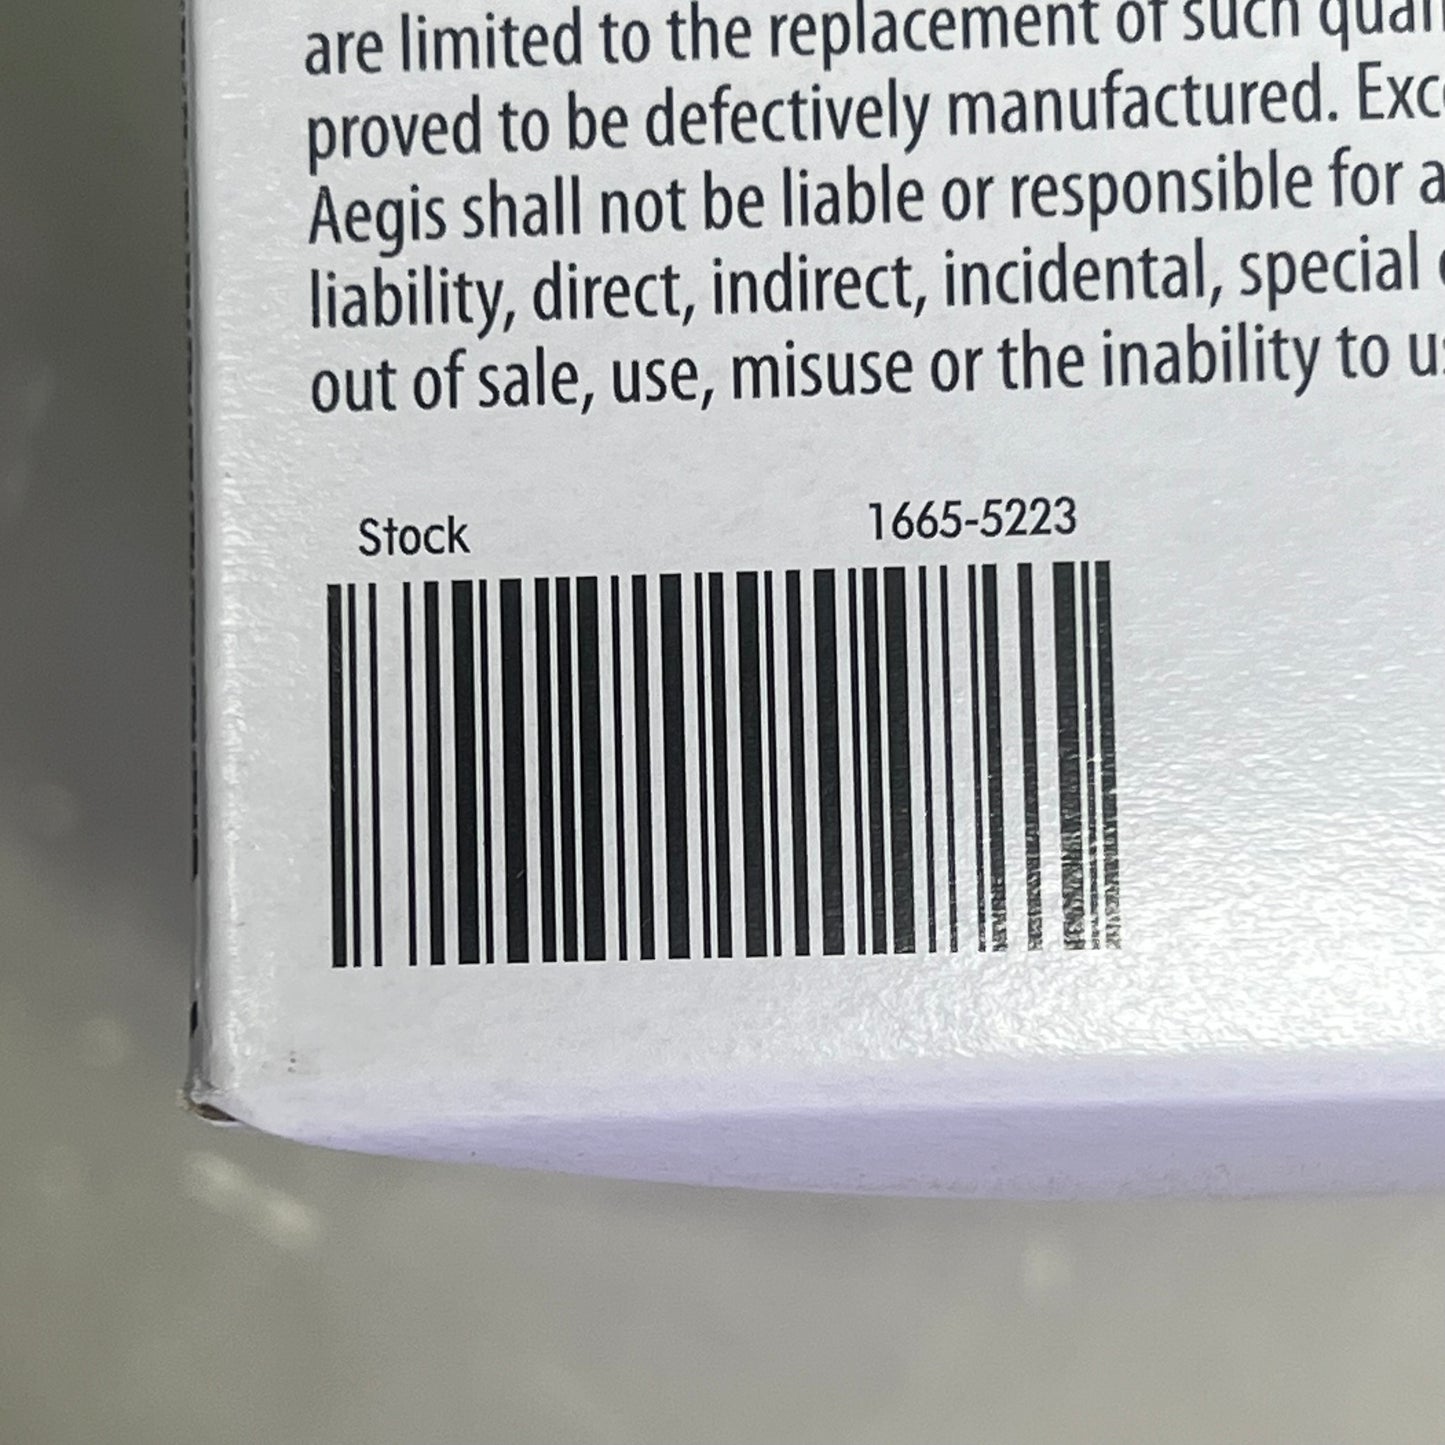 are limited to the replacement of such
proved to be defectively manufactured.
Aegis shall not be liable or responsible for
liability, direct, indirect, incidental, special
out of sale, use, misuse or the inability to
Stock 1665-5223